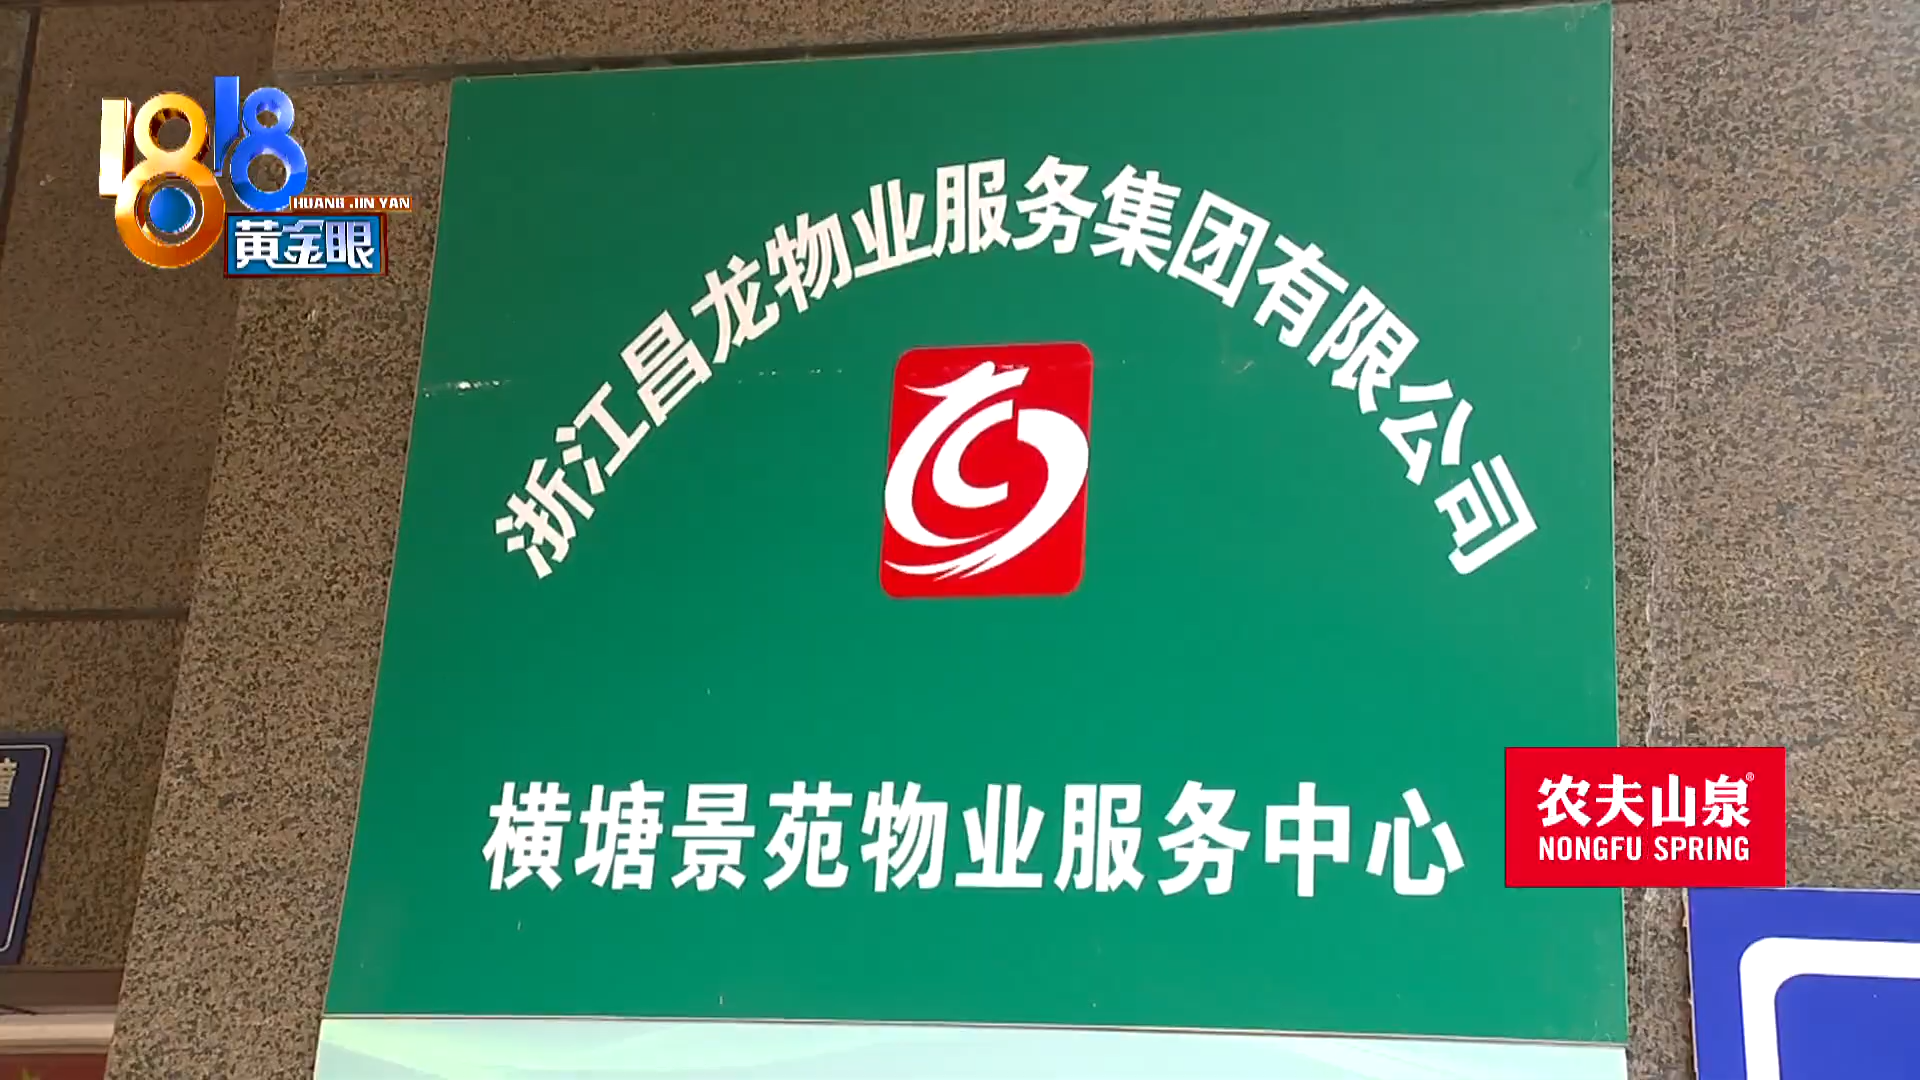 1818
HUANG JIN YAN
黄金眼
浙江昌龙物业服务集团有限公司
横塘景苑物业服务中心
农夫山泉®
NONGFU SPRING